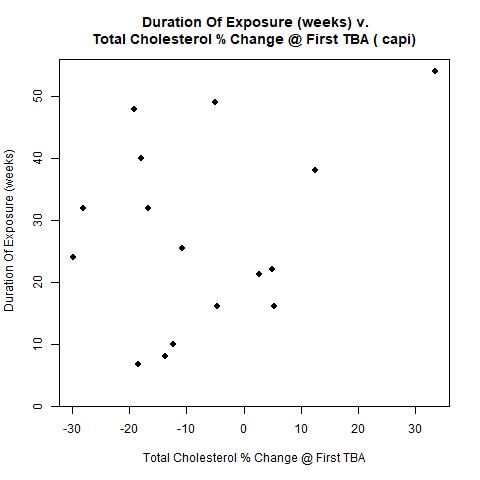 Duration Of Exposure (weeks) v.
Total Cholesterol % Change @ First TBA ( capi)
Duration Of Exposure (weeks)
50
40
30
20
10
0
-30 -20 -10 0 10 20 30
Total Cholesterol % Change @ First TBA